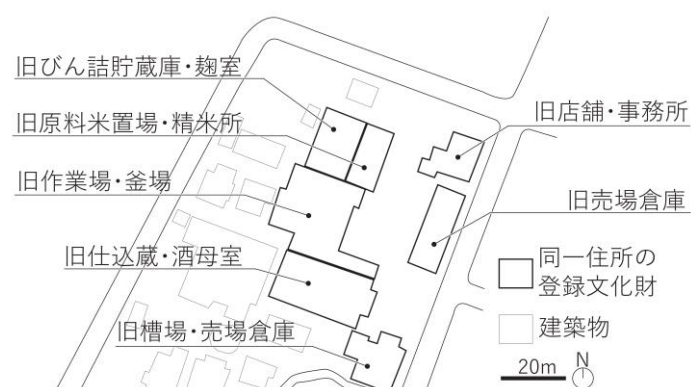 旧びん詰貯蔵庫・麹室
旧原料米置場・精米所
旧作業場・釜場
旧仕込蔵・酒母室
旧槽場・売場倉庫
旧店舗・事務所
旧売場倉庫
同一住所の
登録文化財
建築物
20m
N